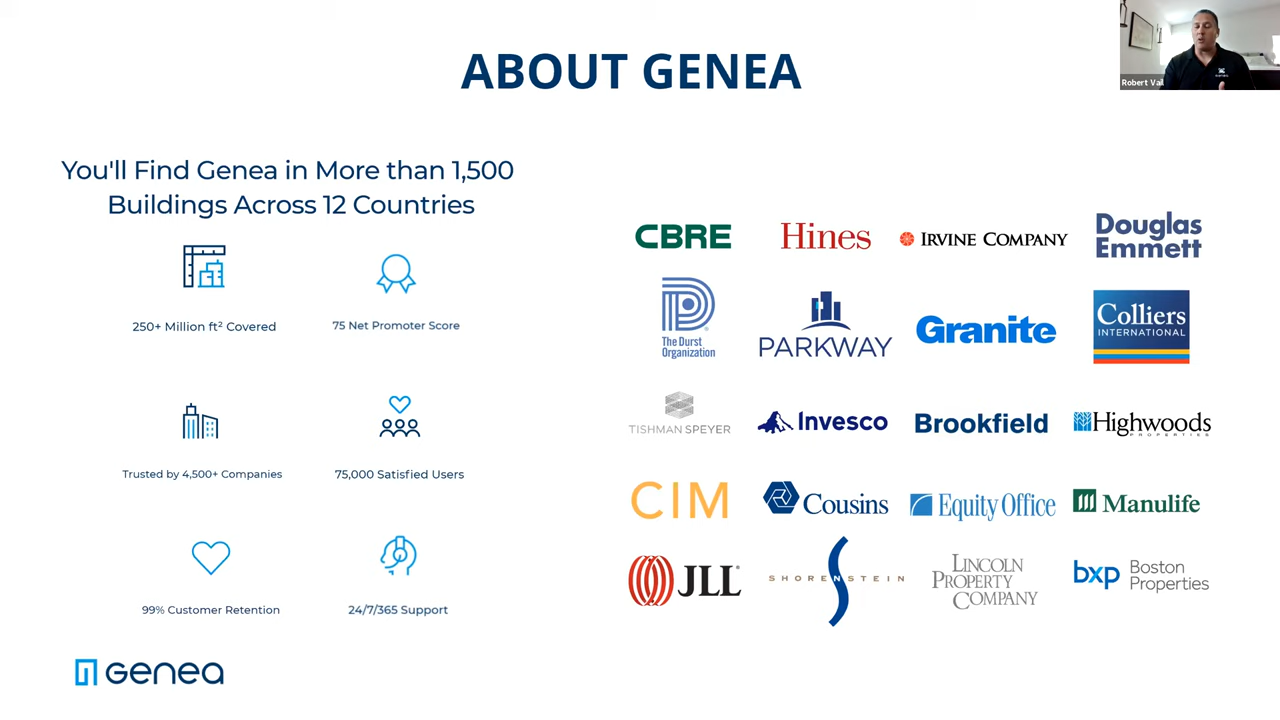 ABOUT GENEA
Robert Vail
You'll Find Genea in More than 1,500
Buildings Across 12 Countries
250+ Million ft² Covered
75 Net Promoter Score
Trusted by 4,500+ Companies
75,000 Satisfied Users
99% Customer Retention
24/7/365 Support
CBRE
Hines
IRVINE COMPANY
Douglas
Emmett
The Durst
Organization
PARKWAY
Granite
Colliers
INTERNATIONAL
TISHMAN SPEYER
Invesco
Brookfield
Highwoods
PROPERTIES
CIM
Cousins
Equity Office
Manulife
JLL
SHORENSTEIN
LINCOLN
PROPERTY
COMPANY
bxp
Boston
Properties
Genea